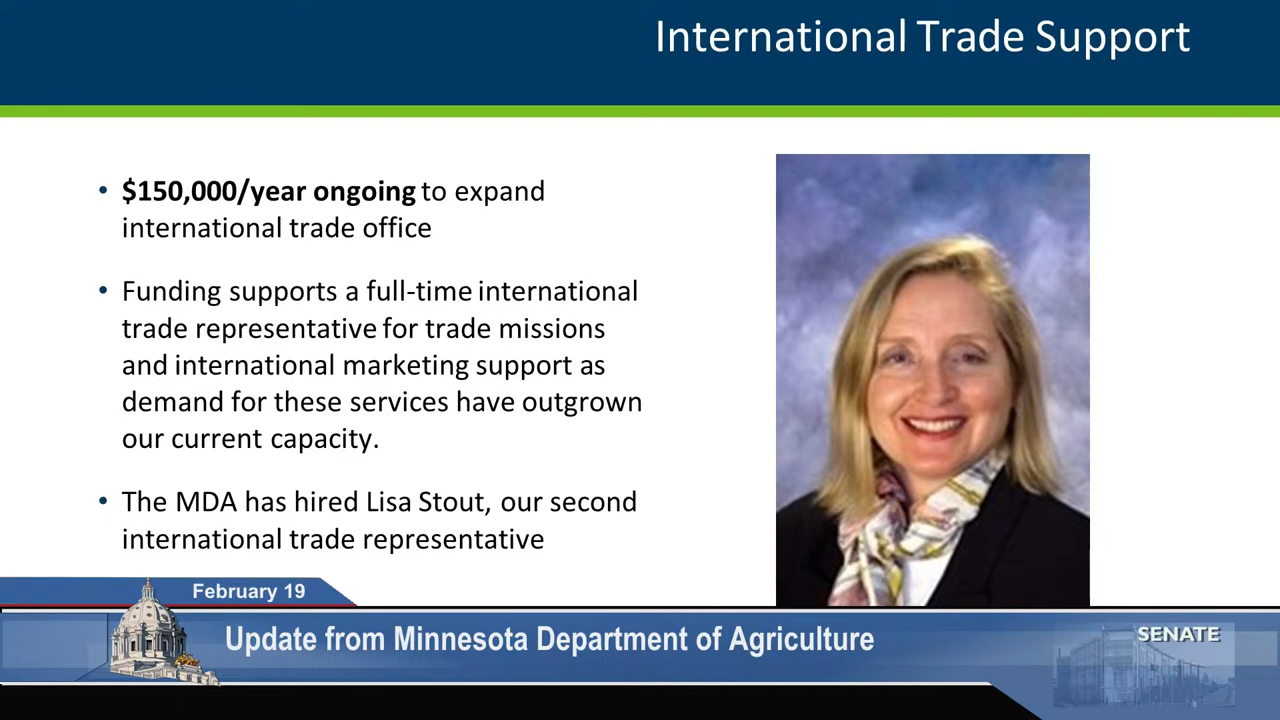 International Trade Support
• $150,000/year ongoing to expand
international trade office
• Funding supports a full-time international
trade representative for trade missions
and international marketing support as
demand for these services have outgrown
our current capacity.
• The MDA has hired Lisa Stout, our second
international trade representative
February 19
Update from Minnesota Department of Agriculture
SENATE